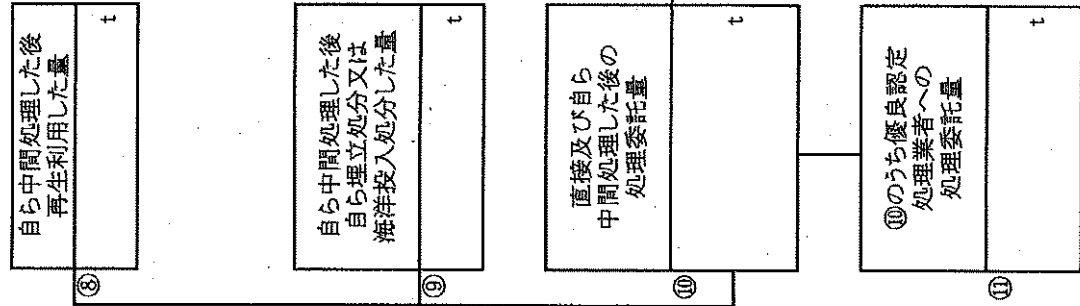 自ら中間処理した後
再生利用した量
⑧
t
自ら中間処理した後
自ら埋立処分又は
海洋投入処分した量
⑨
t
直接及び自ら
中間処理した後の
処理委託量
⑩
t
⑩のうち優良認定
処理業者への
処理委託量
⑪
t